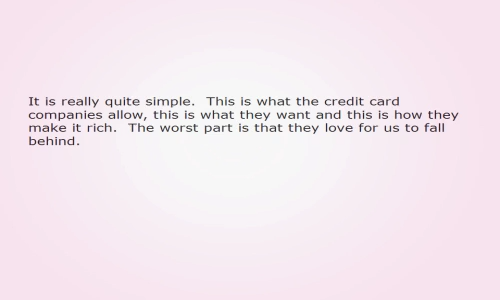 It is really quite simple.  This is what the credit card
companies allow, this is what they want and this is how they
make it rich.  The worst part is that they love for us to fall
behind.